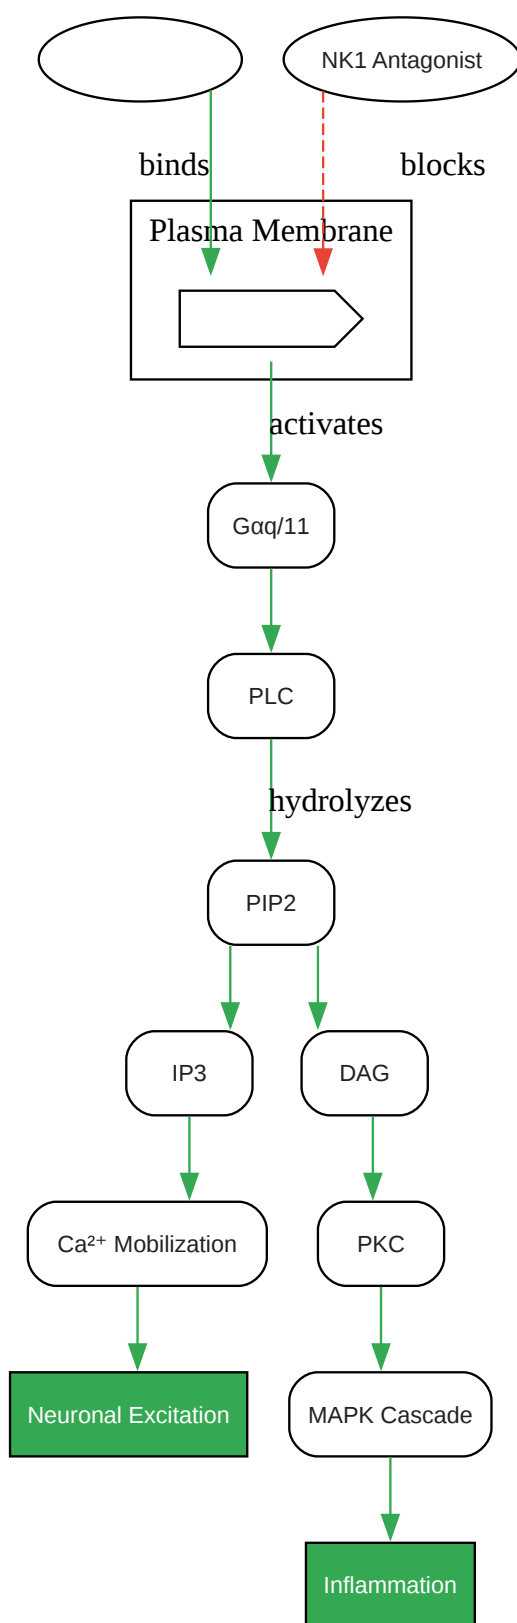 NK1 Antagonist
binds
blocks
Plasma Membrane
activates
Gαq/11
PLC
hydrolyzes
PIP2
IP3
DAG
Ca²⁺ Mobilization
PKC
Neuronal Excitation
MAPK Cascade
Inflammation